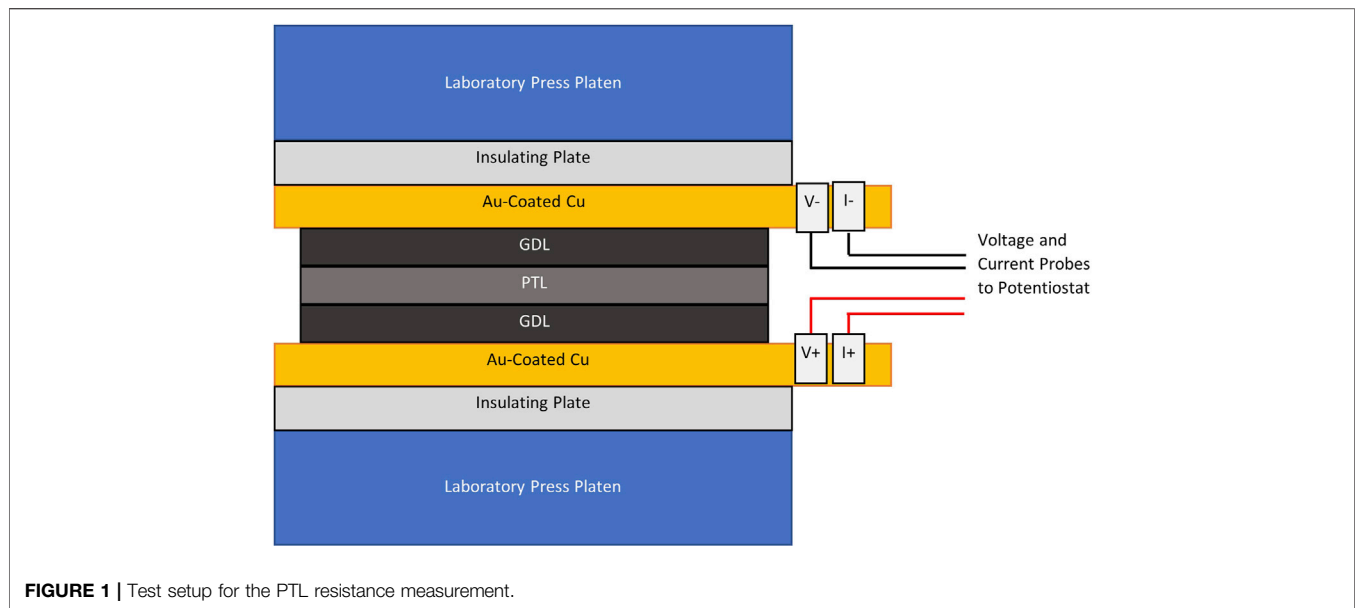 Laboratory Press Platen
Insulating Plate
Au-Coated Cu
V-
I-
GDL
PTL
GDL
Voltage and
Current Probes
to Potentiostat
Au-Coated Cu
V+
I+
Insulating Plate
Laboratory Press Platen
FIGURE 1 | Test setup for the PTL resistance measurement.